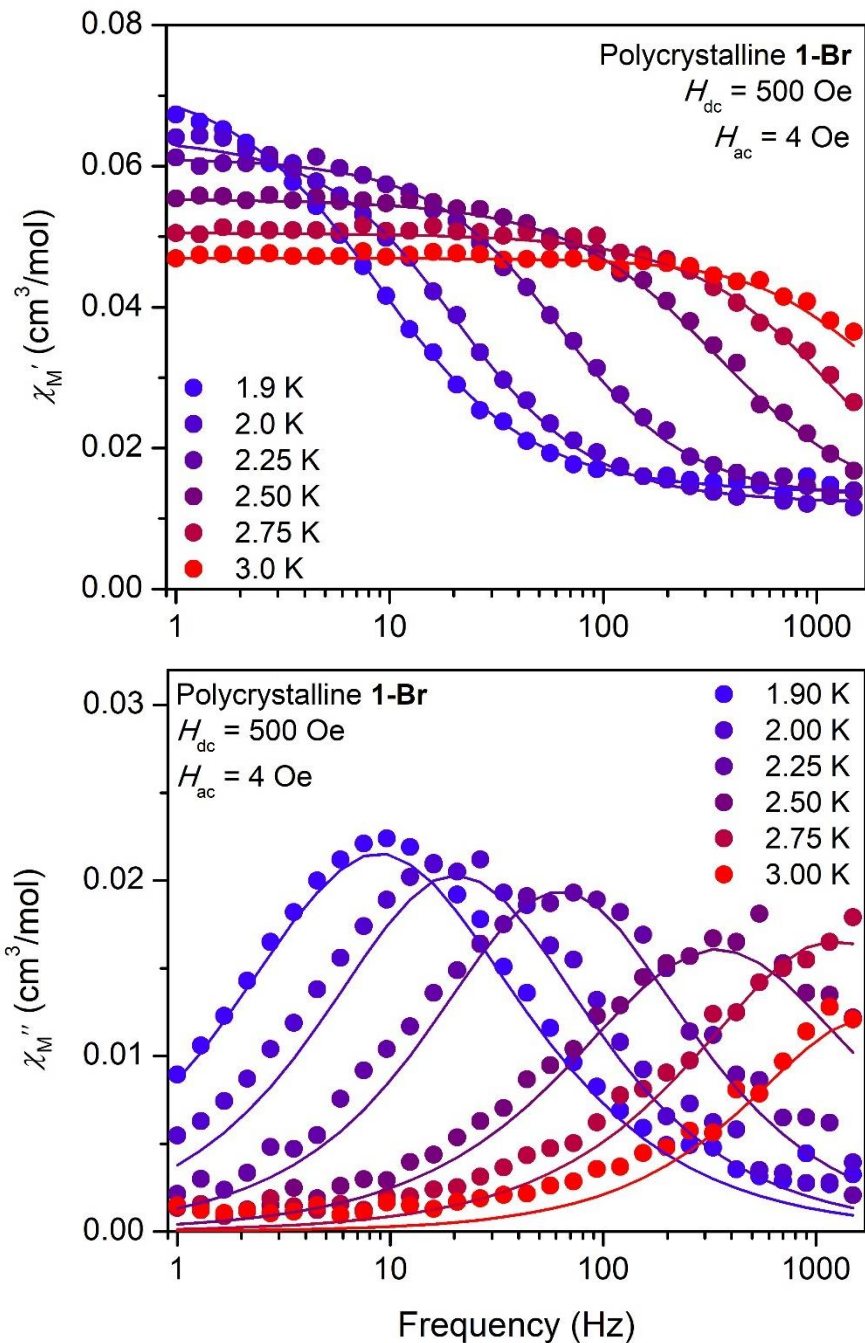 0.08
0.06
0.04
0.02
0.00
χM′ (cm3/mol)
Polycrystalline 1-Br
Hdc = 500 Oe
Hac = 4 Oe
1.9 K
2.0 K
2.25 K
2.50 K
2.75 K
3.0 K
1 10 100 1000
0.03
0.02
0.01
0.00
χM″ (cm3/mol)
Polycrystalline 1-Br
Hdc = 500 Oe
Hac = 4 Oe
1.90 K
2.00 K
2.25 K
2.50 K
2.75 K
3.00 K
1 10 100 1000
Frequency (Hz)